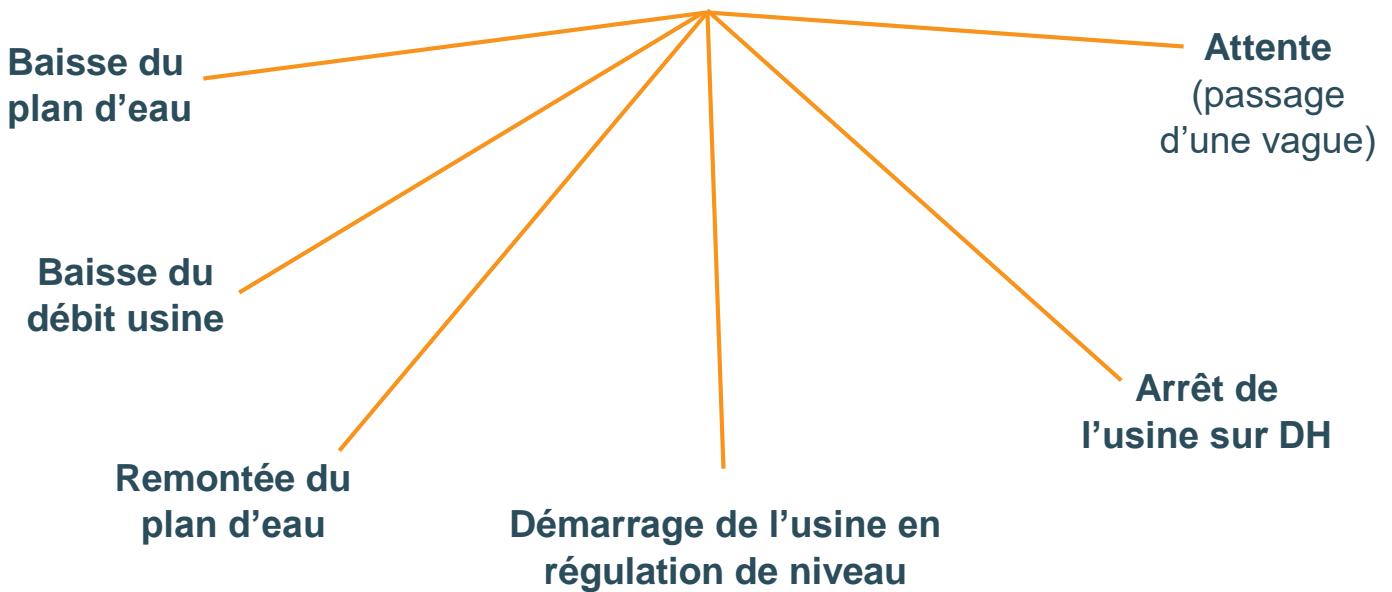 Baisse du
plan d’eau
Attente
(passage
d’une vague)
Baisse du
débit usine
Arrêt de
l’usine sur DH
Remontée du
plan d’eau
Démarrage de l’usine en
régulation de niveau